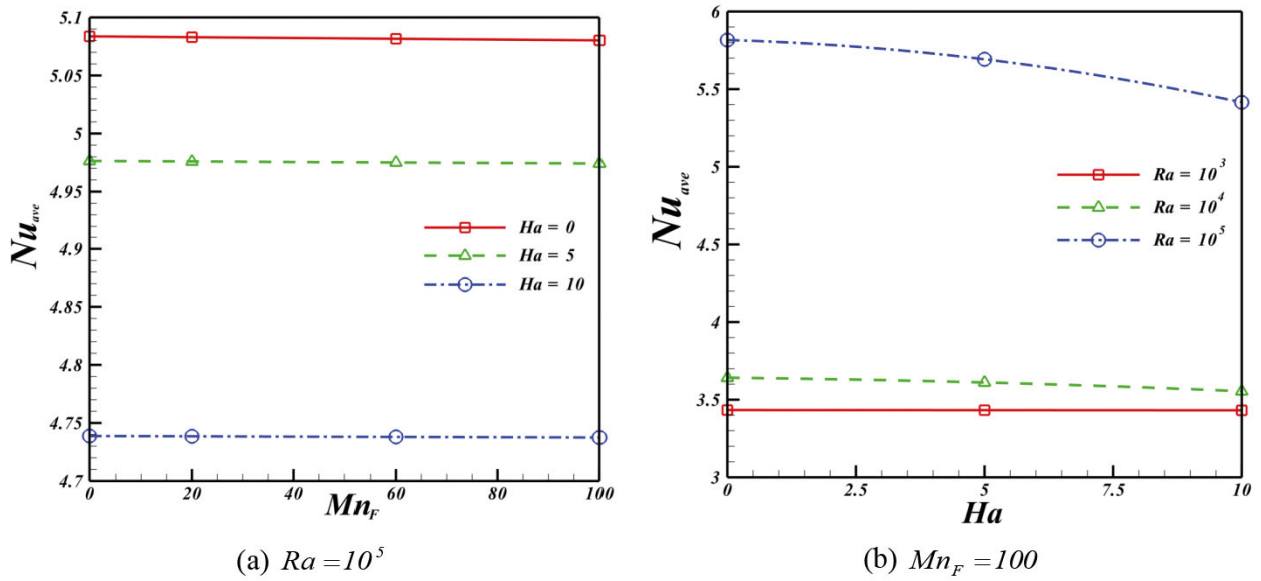 5.1
5.05
5
4.95
4.9
4.85
4.8
4.75
4.7
Nu_ave
Ha = 0
Ha = 5
Ha = 10
0 20 40 60 80 100
Mn_F
(a) Ra = 10^5
6
5.5
5
4.5
4
3.5
3
Nu_ave
Ra = 10^3
Ra = 10^4
Ra = 10^5
0 2.5 5 7.5 10
Ha
(b) Mn_F = 100